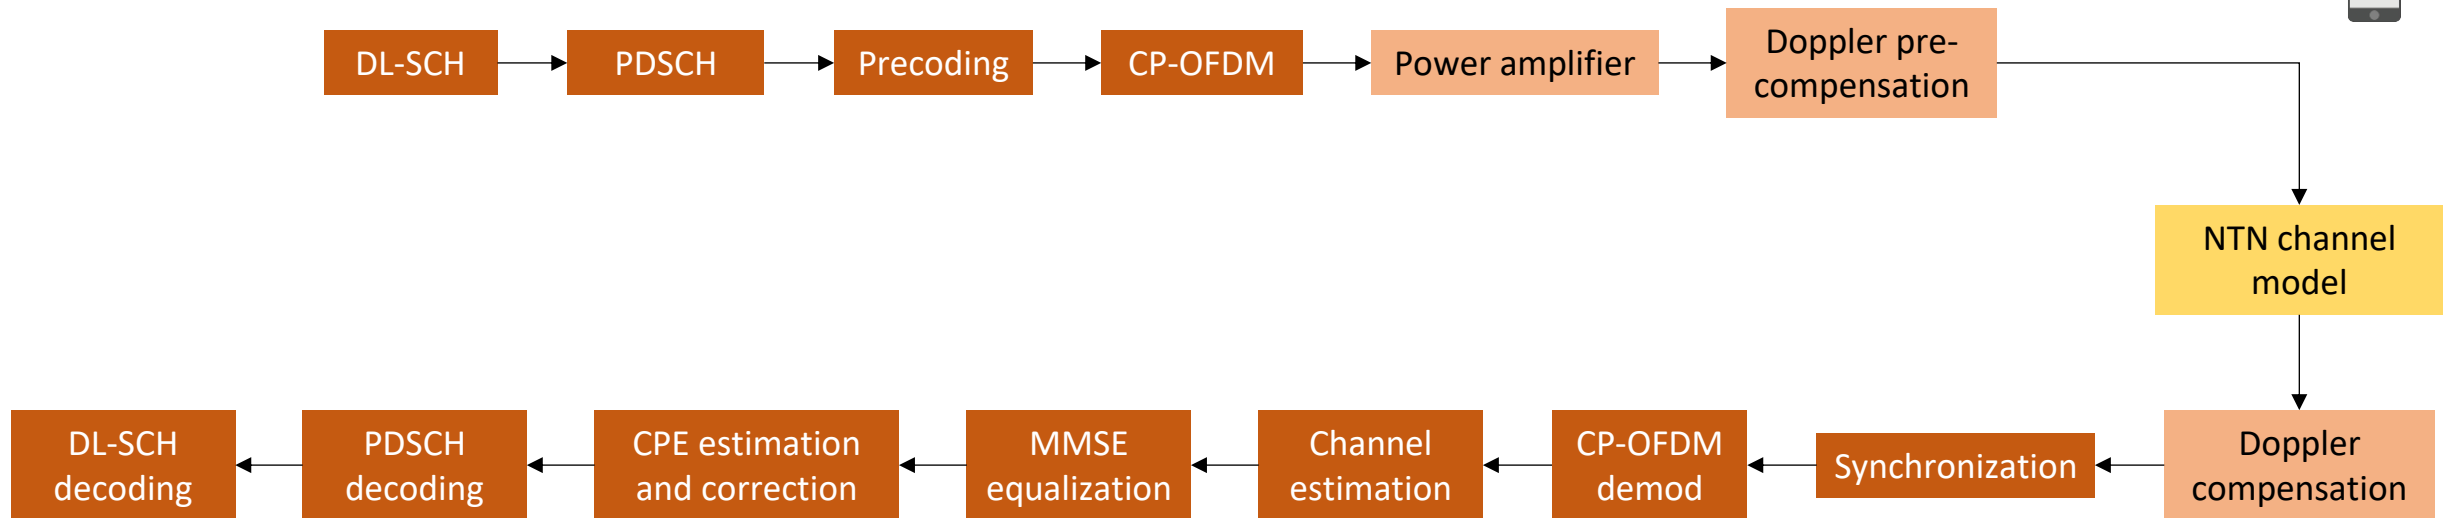 DL-SCH
PDSCH
Precoding
CP-OFDM
Power amplifier
Doppler pre-
compensation
NTN channel
model
DL-SCH
decoding
PDSCH
decoding
CPE estimation
and correction
MMSE
equalization
Channel
estimation
CP-OFDM
demod
Synchronization
Doppler
compensation